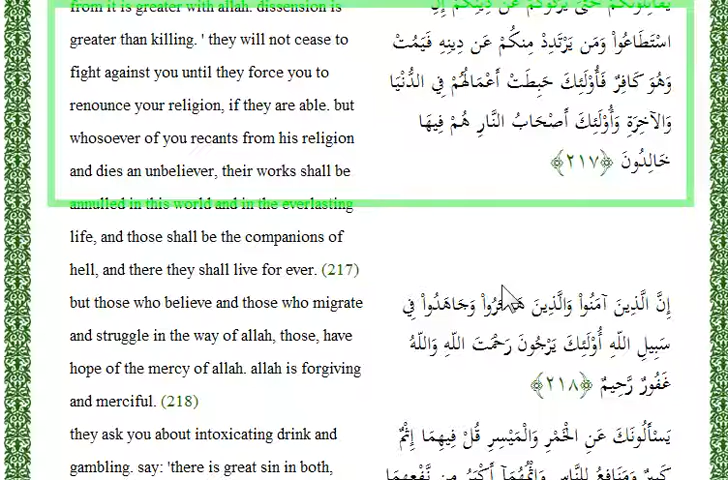 from it is greater with allah. dissension is
greater than killing. ' they will not cease to
fight against you until they force you to
renounce your religion, if they are able. but
whosoever of you recants from his religion
and dies an unbeliever, their works shall be
annulled in this world and in the everlasting
life, and those shall be the companions of
hell, and there they shall live for ever. (217)
but those who believe and those who migrate
and struggle in the way of allah, those, have
hope of the mercy of allah. allah is forgiving
and merciful. (218)
they ask you about intoxicating drink and
gambling. say: 'there is great sin in both,
يُقَاتِلُونَكُمْ حَتَّىَ يَرُدُّوكُمْ عَن دِينِكُمْ إِنِ
اسْتَطَاعُواْ وَمَن يَرْتَدِدْ مِنكُمْ عَن دِينِهِ فَيَمُتْ
وَهُوَ كَافِرٌ فَأُوْلَئِكَ حَبِطَتْ أَعْمَالُهُمْ فِي الدُّنْيَا
وَالآخِرَةِ وَأُوْلَئِكَ أَصْحَابُ النَّارِ هُمْ فِيهَا
خَالِدُونَ ﴿٢١٧﴾
إِنَّ الَّذِينَ آمَنُواْ وَالَّذِينَ هَاجَرُواْ وَجَاهَدُواْ فِي
سَبِيلِ اللّهِ أُوْلَئِكَ يَرْجُونَ رَحْمَتَ اللّهِ وَاللّهُ
غَفُورٌ رَّحِيمٌ ﴿٢١٨﴾
يَسْأَلُونَكَ عَنِ الْخَمْرِ وَالْمَيْسِرِ قُلْ فِيهِمَا إِثْمٌ
كَبِيرٌ وَمَنَافِعُ لِلنَّاسِ وَإِثْمُهُمَآ أَكْبَرُ مِن نَّفْعِهِمَا